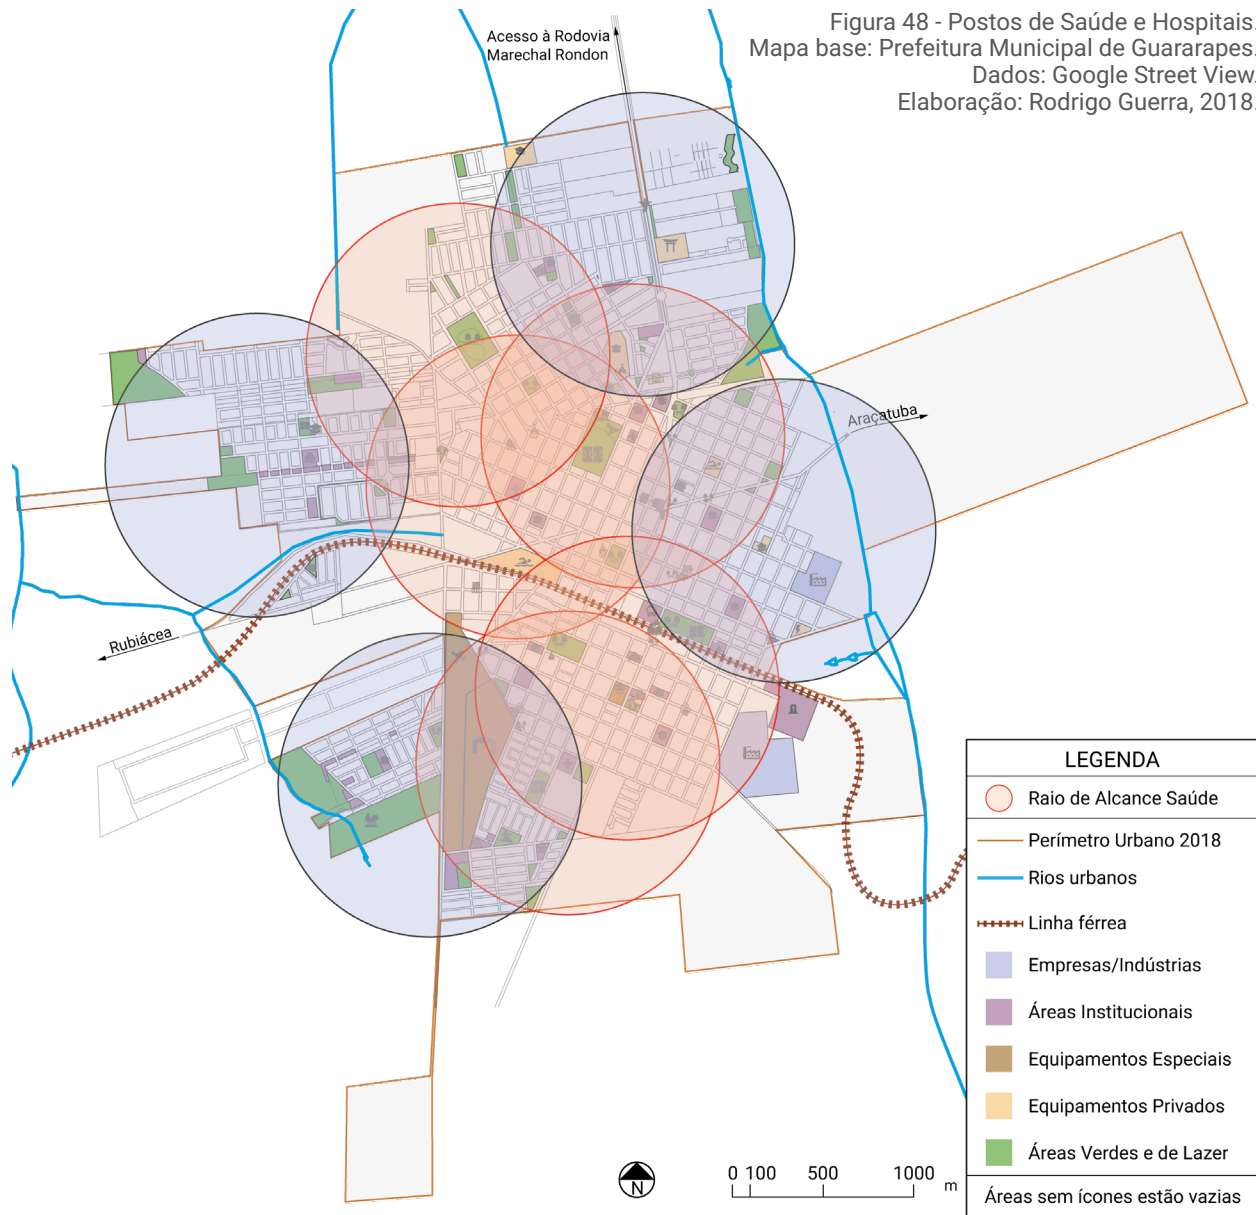 Figura 48 - Postos de Saúde e Hospitais.
Mapa base: Prefeitura Municipal de Guararapes.
Dados: Google Street View.
Elaboração: Rodrigo Guerra, 2018.
Acesso à Rodovia
Marechal Rondon
Araçatuba
Rubiácea
LEGENDA
Raio de Alcance Saúde
Perímetro Urbano 2018
Rios urbanos
Linha férrea
Empresas/Indústrias
Áreas Institucionais
Equipamentos Especiais
Equipamentos Privados
Áreas Verdes e de Lazer
Áreas sem ícones estão vazias
N
0 100 500 1000 m